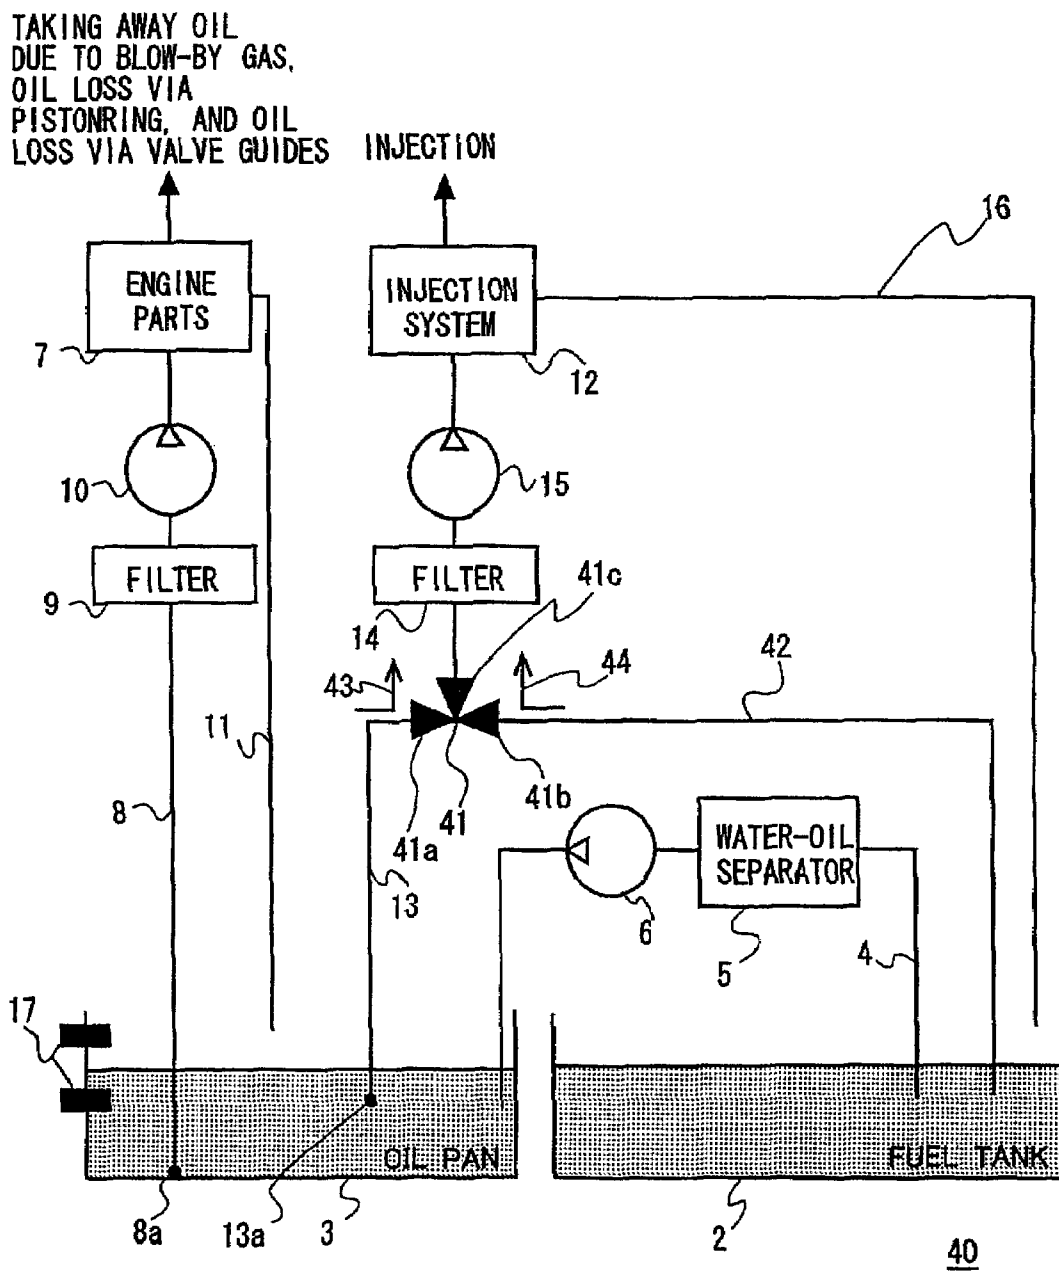 TAKING AWAY OIL
DUE TO BLOW-BY GAS,
OIL LOSS VIA
PISTONRING, AND OIL
LOSS VIA VALVE GUIDES
INJECTION
16
ENGINE
PARTS
INJECTION
SYSTEM
7
12
10
15
FILTER
FILTER
41c
9
14
43
44
42
11
8
41
41b
41a
13
WATER-OIL
SEPARATOR
6
5
4
17
OIL PAN
FUEL TANK
8a
13a
3
2
40